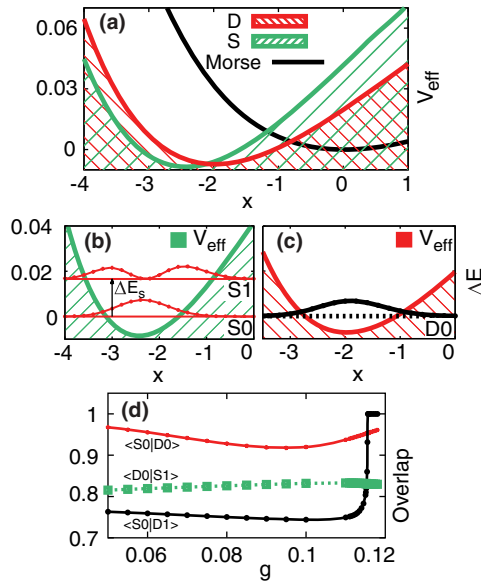 (a)
D
S
Morse
0.06
0.03
0
V_eff
-4 -3 -2 -1 0 1
x
(b) V_eff
0.04
0.02
0
ΔE_s
S1
S0
-4 -3 -2 -1 0
x
(c) V_eff
D0
ΔE
-3 -2 -1 0
x
(d)
1
0.9
0.8
0.7
<S0|D0>
<D0|S1>
<S0|D1>
Overlap
0.06 0.08 0.1 0.12
g